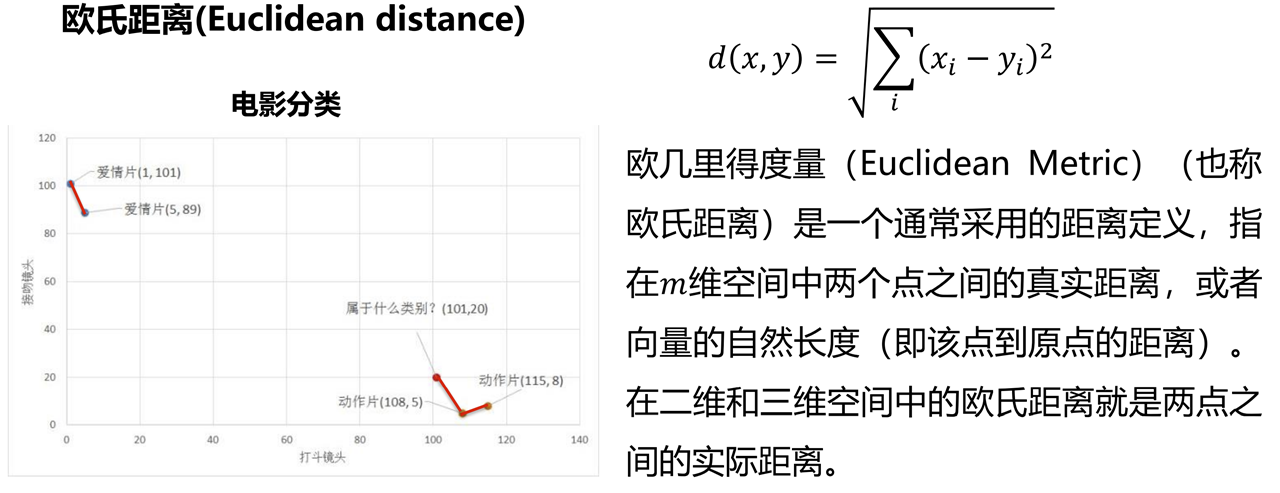 欧氏距离(Euclidean distance)
电影分类
120
100
80
60
40
20
0
接吻镜头
爱情片(1, 101)
爱情片(5, 89)
属于什么类别？(101,20)
动作片(115, 8)
动作片(108, 5)
0 20 40 60 80 100 120 140
打斗镜头
d(x, y) = √∑i(xi − yi)2
欧几里得度量（Euclidean Metric）（也称
欧氏距离）是一个通常采用的距离定义，指
在m维空间中两个点之间的真实距离，或者
向量的自然长度（即该点到原点的距离）。
在二维和三维空间中的欧氏距离就是两点之
间的实际距离。